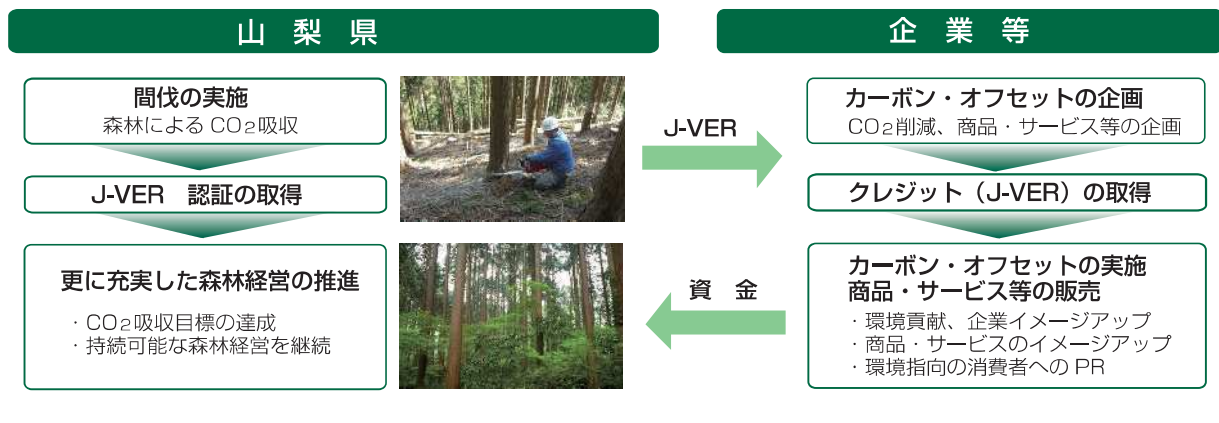 山 梨 県
間伐の実施
森林による CO₂吸収
J-VER 認証の取得
更に充実した森林経営の推進
・CO₂吸収目標の達成
・持続可能な森林経営を継続
J-VER
資 金
企 業 等
カーボン・オフセットの企画
CO₂削減、商品・サービス等の企画
クレジット（J-VER）の取得
カーボン・オフセットの実施
商品・サービス等の販売
・環境貢献、企業イメージアップ
・商品・サービスのイメージアップ
・環境指向の消費者への PR